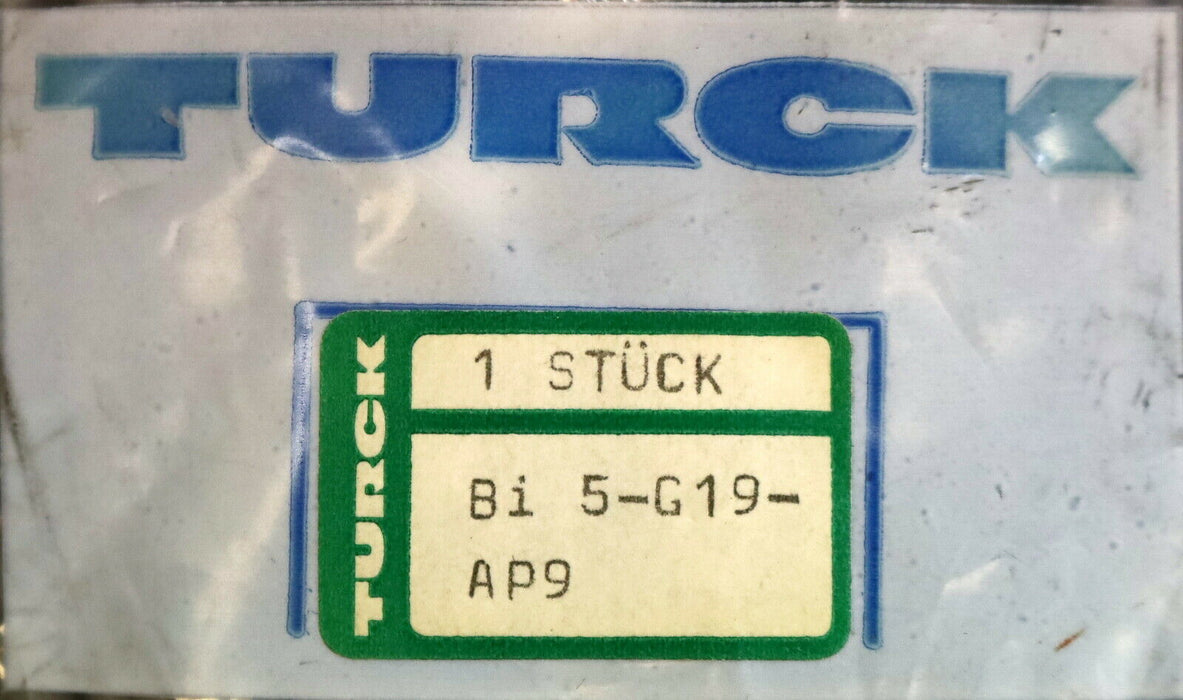 TURCK
TURCK
1 STÜCK
Bi 5-G19-
AP9